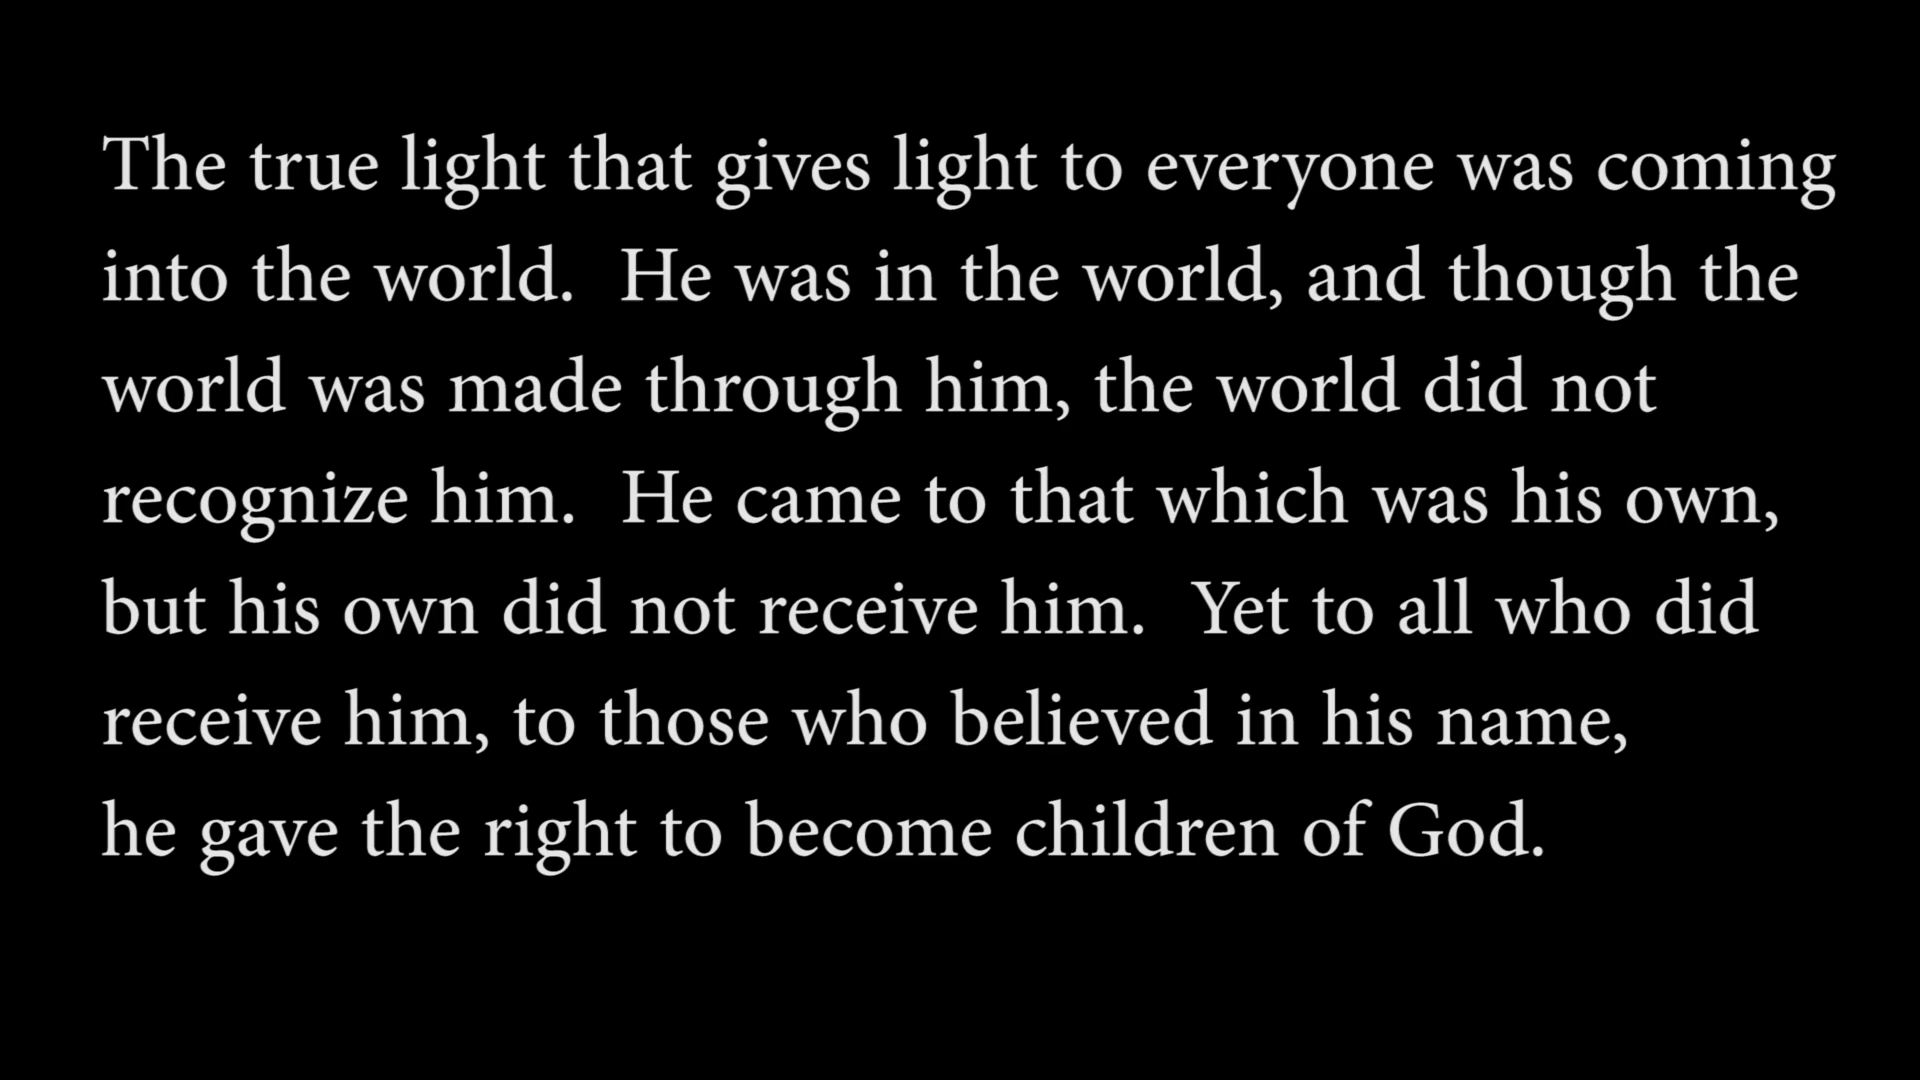 The true light that gives light to everyone was coming
into the world.  He was in the world, and though the
world was made through him, the world did not
recognize him.  He came to that which was his own,
but his own did not receive him.  Yet to all who did
receive him, to those who believed in his name,
he gave the right to become children of God.